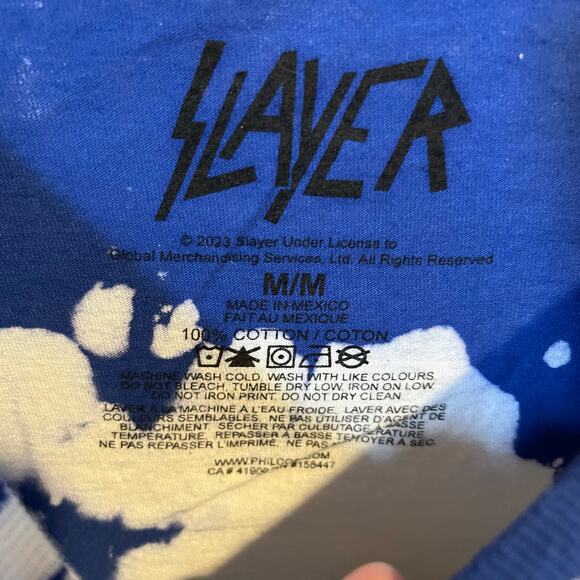 SLAYER
© 2023 Slayer Under License to
Global Merchandising Services, Ltd. All Rights Reserved
M/M
MADE IN MEXICO
FAIT AU MEXIQUE
100% COTTON / COTON
MACHINE WASH COLD. WASH WITH LIKE COLOURS.
DO NOT BLEACH. TUMBLE DRY LOW. IRON ON LOW.
DO NOT IRON PRINT. DO NOT DRY CLEAN
LAVER À LA MACHINE À L'EAU FROIDE. LAVER AVEC DES
COULEURS SEMBLABLES. NE PAS UTILISER D'AGENT DE
BLANCHIMENT. SÉCHER PAR CULBUTAGE À BASSE
TEMPÉRATURE. REPASSER À BASSE
NE PAS REPASSER L'IMPRIMÉ. NE PAS NETTOYER À SEC.
CA #
#158447